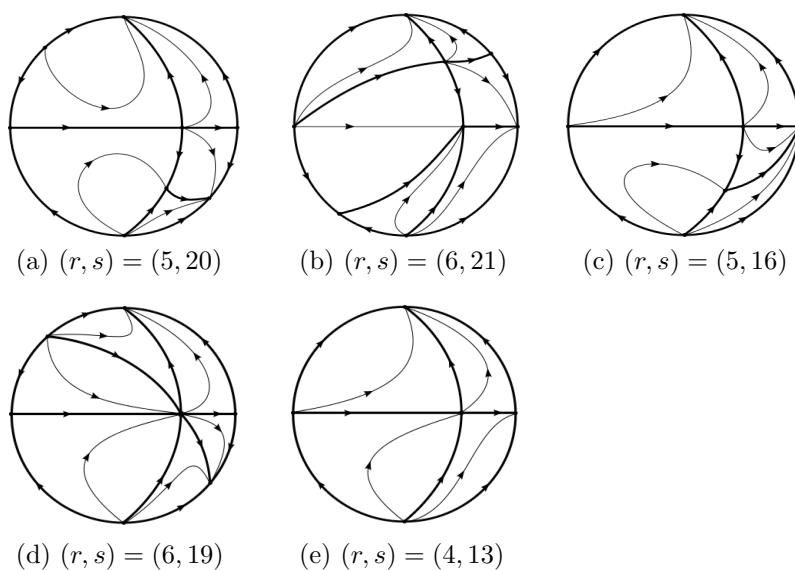 (a) (r, s) = (5, 20)
(b) (r, s) = (6, 21)
(c) (r, s) = (5, 16)
(d) (r, s) = (6, 19)
(e) (r, s) = (4, 13)